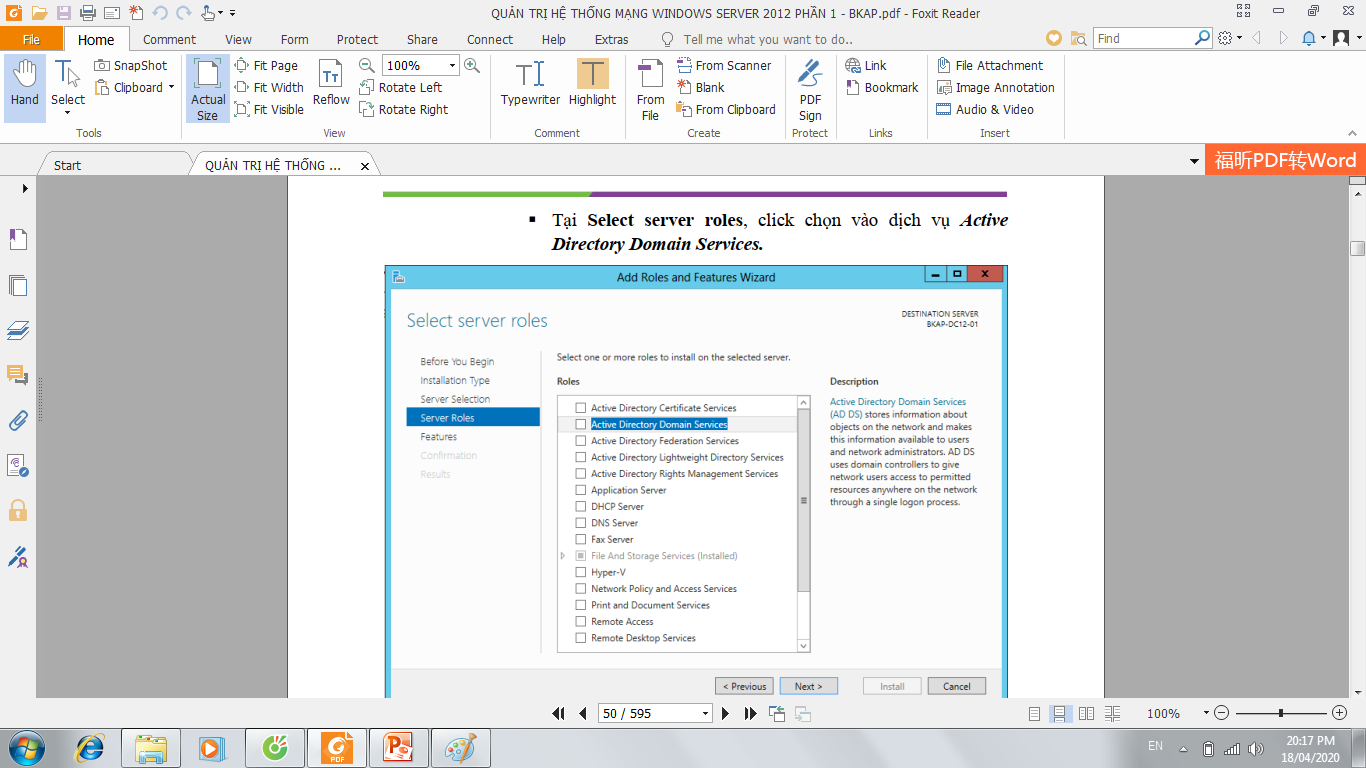 QUẢN TRỊ HỆ THỐNG MẠNG WINDOWS SERVER 2012 PHẦN 1 - BKAP.pdf - Foxit Reader
File Home Comment View Form Protect Share Connect Help Extras Tell me what you want to do.. Find
Hand
Select
SnapShot
Clipboard
Tools
Actual Size
Fit Page
Fit Width
Fit Visible
Reflow
100%
Rotate Left
Rotate Right
View
Typewriter
Highlight
Comment
From File
From Scanner
Blank
From Clipboard
Create
PDF Sign
Protect
Link
Bookmark
Links
File Attachment
Image Annotation
Audio & Video
Insert
Start
QUẢN TRỊ HỆ THỐNG ...
福昕PDF转Word
▪ Tại Select server roles, click chọn vào dịch vụ Active
Directory Domain Services.
Add Roles and Features Wizard
Select server roles
DESTINATION SERVER
BKAP-DC12-01
Before You Begin
Installation Type
Server Selection
Server Roles
Features
Confirmation
Results
Select one or more roles to install on the selected server.
Roles
Active Directory Certificate Services
Active Directory Domain Services
Active Directory Federation Services
Active Directory Lightweight Directory Services
Active Directory Rights Management Services
Application Server
DHCP Server
DNS Server
Fax Server
File And Storage Services (Installed)
Hyper-V
Network Policy and Access Services
Print and Document Services
Remote Access
Remote Desktop Services
Description
Active Directory Domain Services
(AD DS) stores information about
objects on the network and makes
this information available to users
and network administrators. AD DS
uses domain controllers to give
network users access to permitted
resources anywhere on the network
through a single logon process.
< Previous
Next >
Install
Cancel
50 / 595
100%
PDF
EN
20:17 PM
18/04/2020